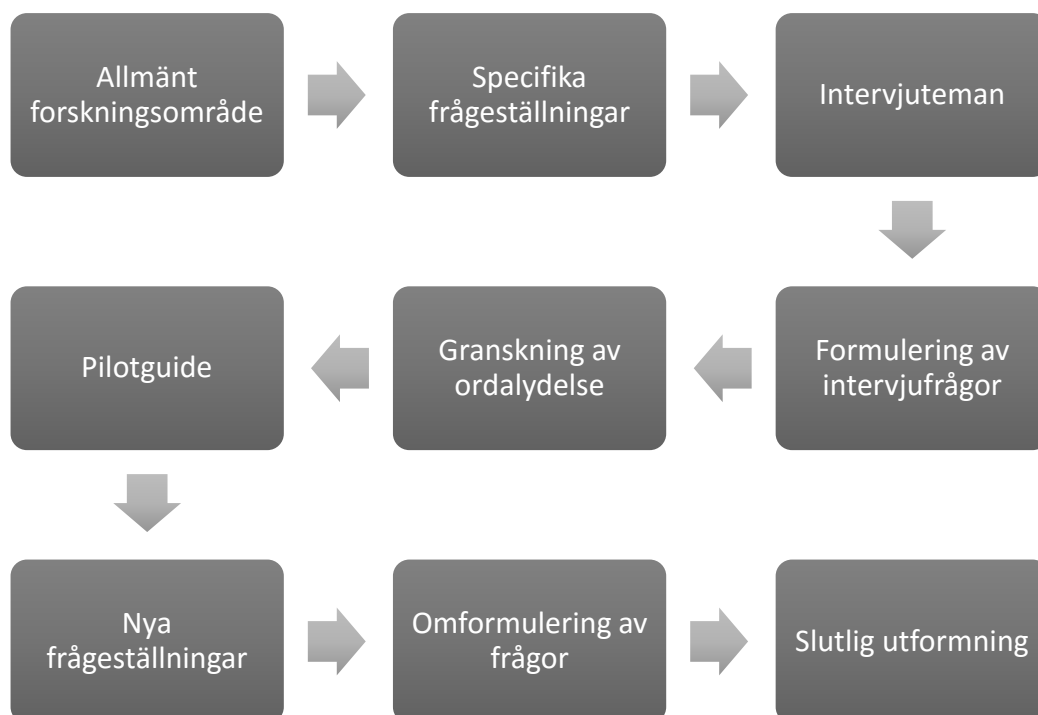 Allmänt
forskningsområde
Specifika
frågeställningar
Intervjuteman
Formulering av
intervjufrågor
Granskning av
ordalydelse
Pilotguide
Nya
frågeställningar
Omformulering av
frågor
Slutlig utformning